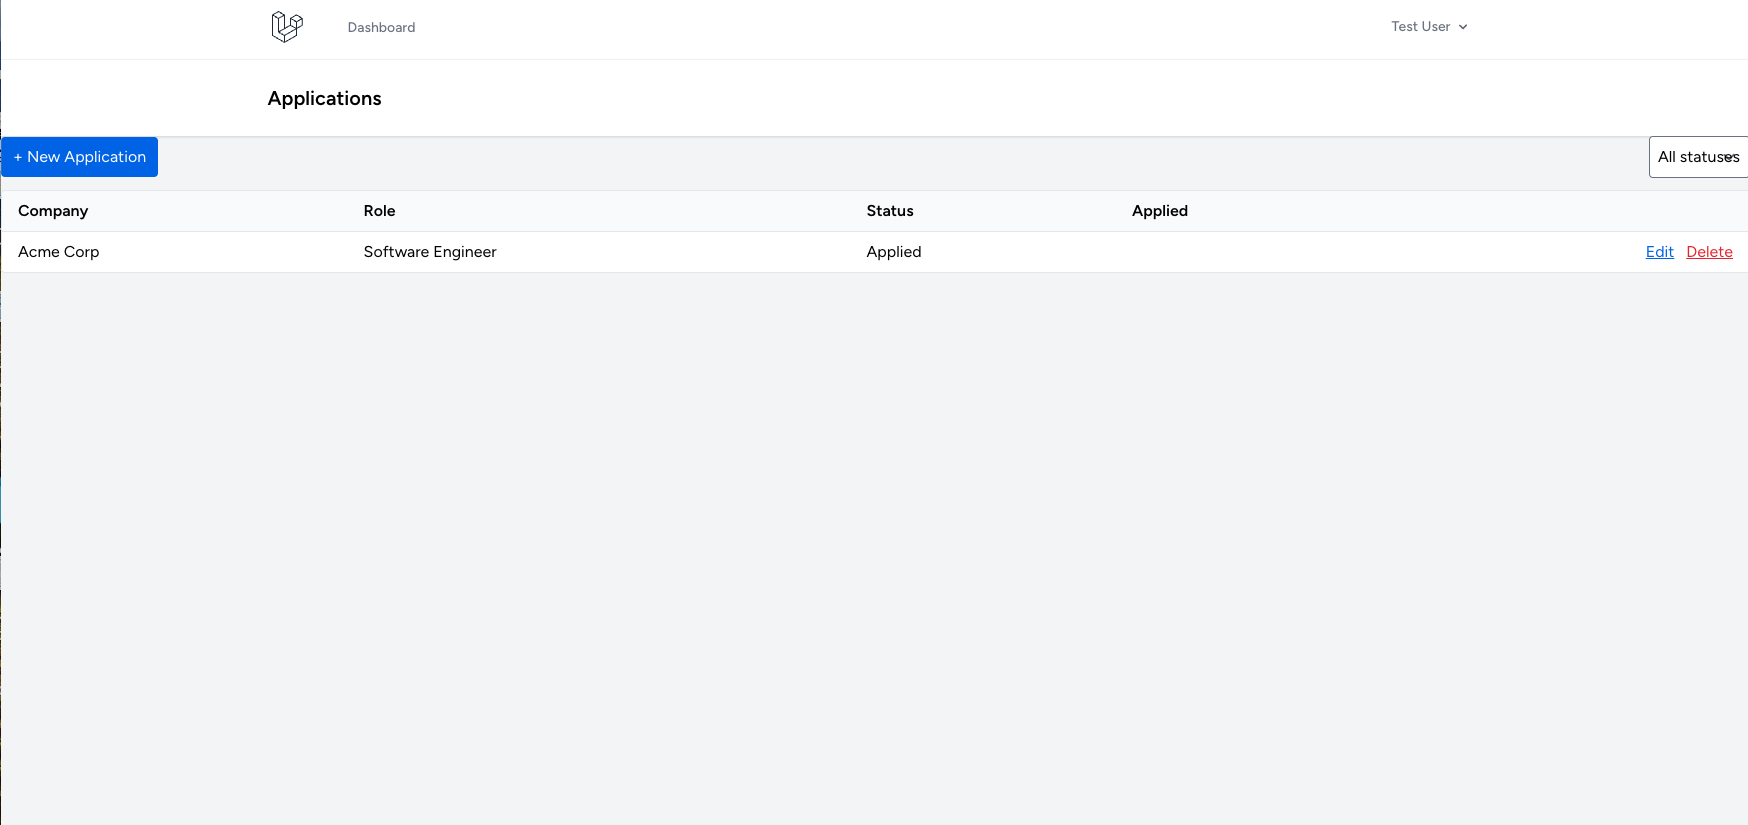 Dashboard Test User
Applications
+ New Application All statuses
Company Role Status Applied
Acme Corp Software Engineer Applied Edit Delete